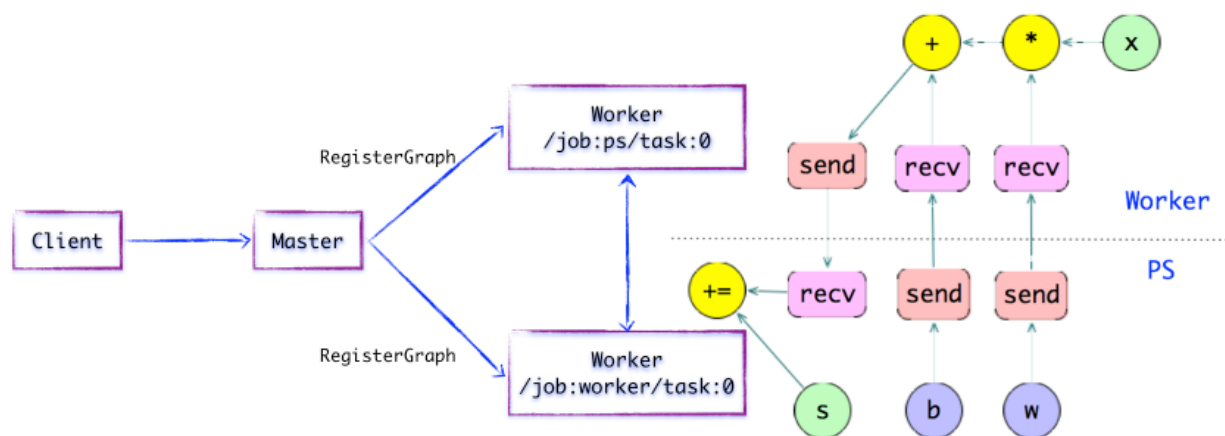 +
*
x
Worker
/job:ps/task:0
RegisterGraph
send
recv
recv
Worker
Client
Master
PS
+=
recv
send
send
RegisterGraph
Worker
/job:worker/task:0
s
b
w